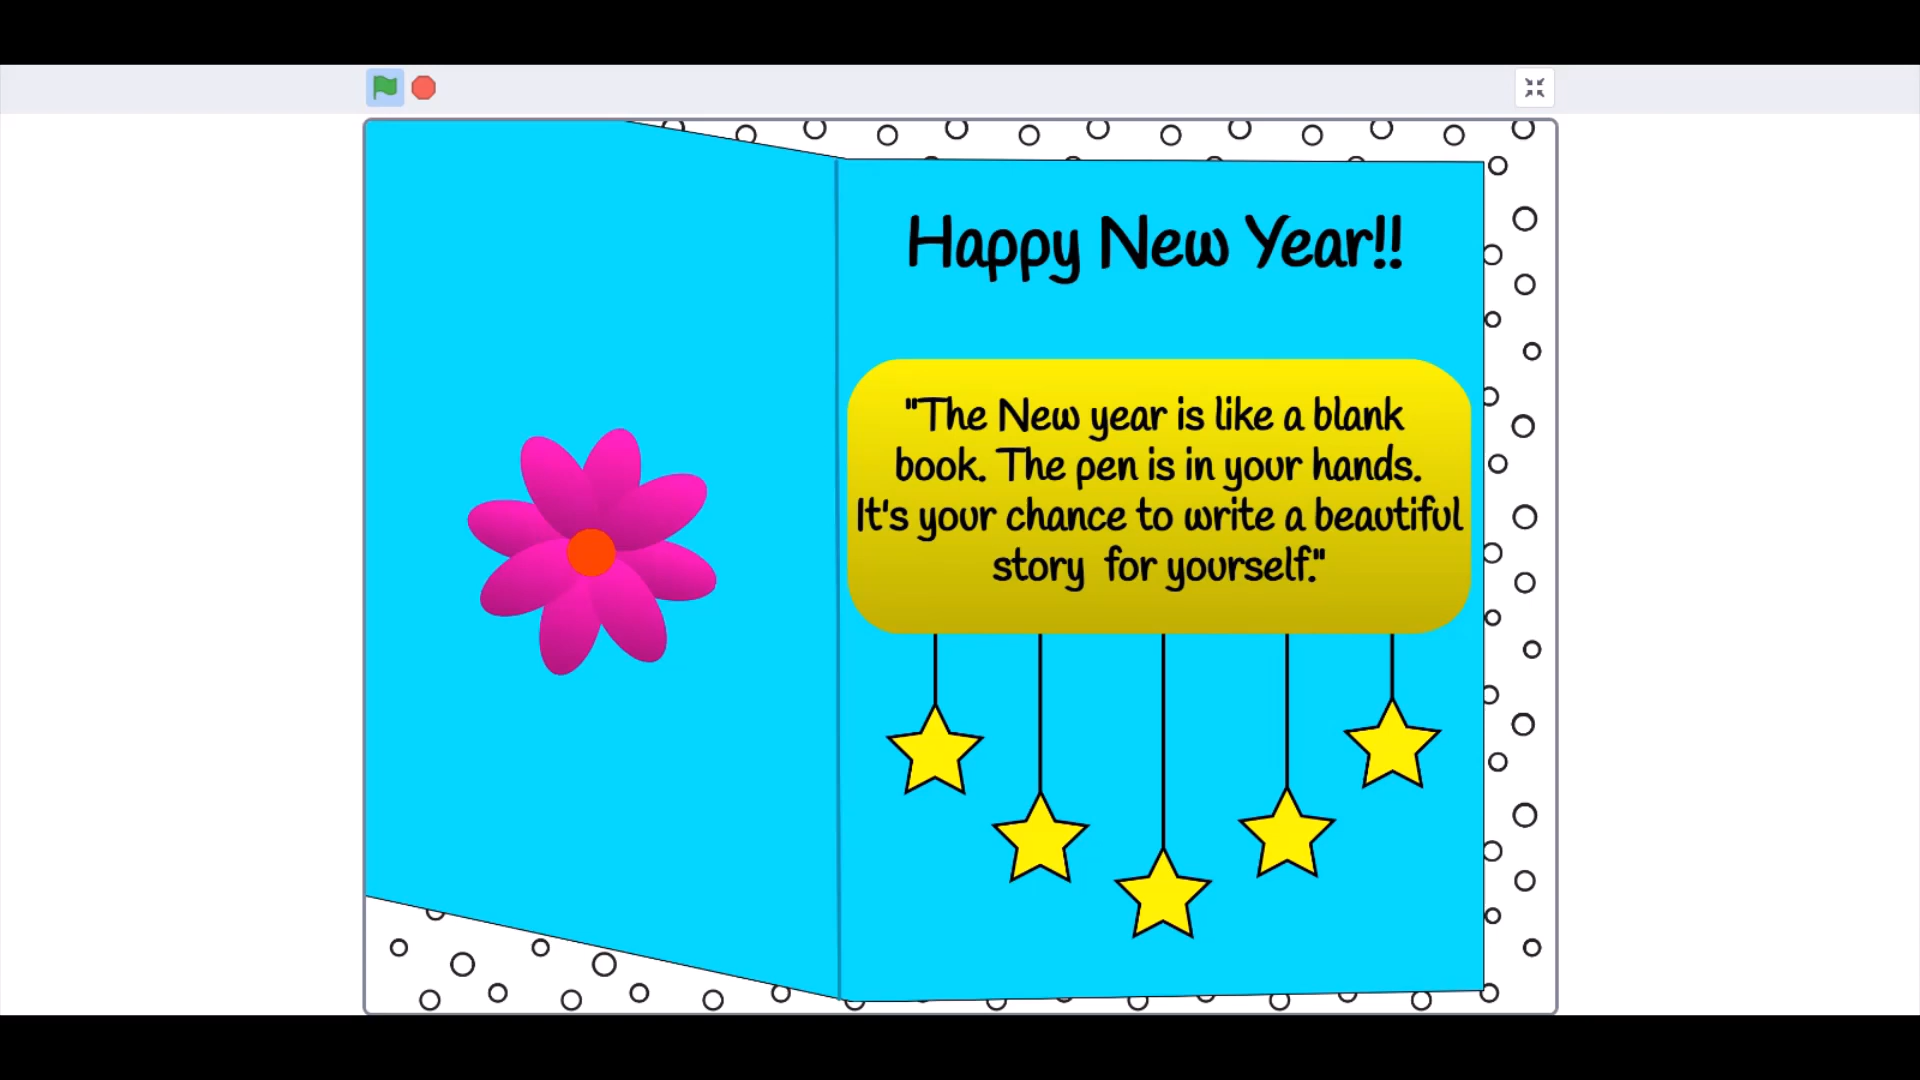 Happy New Year!!
"The New year is like a blank
book. The pen is in your hands.
It's your chance to write a beautiful
story  for yourself."